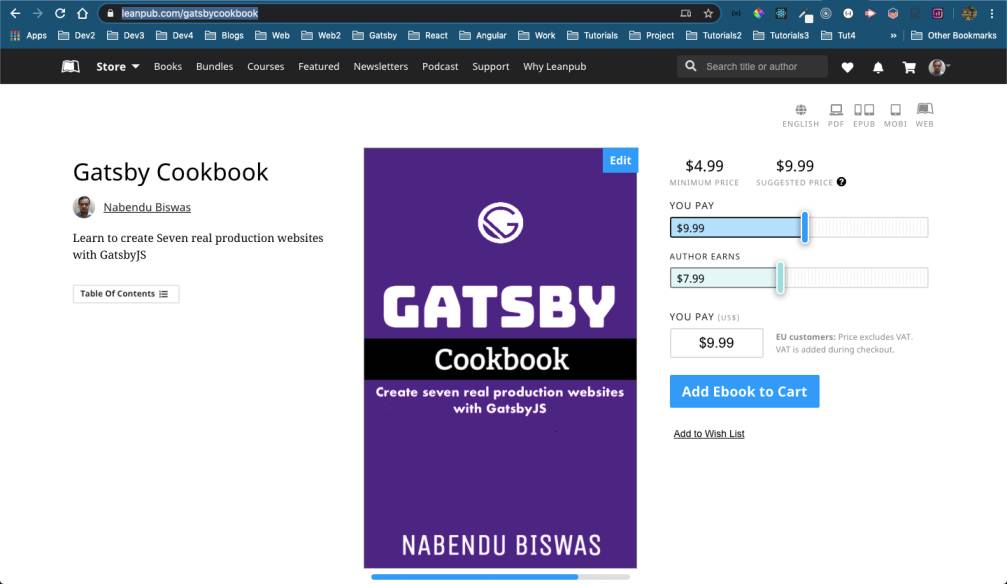 leanpub.com/gatsbycookbook
Apps Dev2 Dev3 Dev4 Blogs Web Web2 Gatsby React Angular Work Tutorials Project Tutorials2 Tutorials3 Tut4 » Other Bookmarks
Store Books Bundles Courses Featured Newsletters Podcast Support Why Leanpub Search title or author
ENGLISH PDF EPUB MOBI WEB
Gatsby Cookbook
Nabendu Biswas
Learn to create Seven real production websites
with GatsbyJS
Table Of Contents
Edit
GATSBY
Cookbook
Create seven real production websites
with GatsbyJS
NABENDU BISWAS
$4.99 $9.99
MINIMUM PRICE SUGGESTED PRICE ?
YOU PAY
$9.99
AUTHOR EARNS
$7.99
YOU PAY (US$)
$9.99
EU customers: Price excludes VAT.
VAT is added during checkout.
Add Ebook to Cart
Add to Wish List